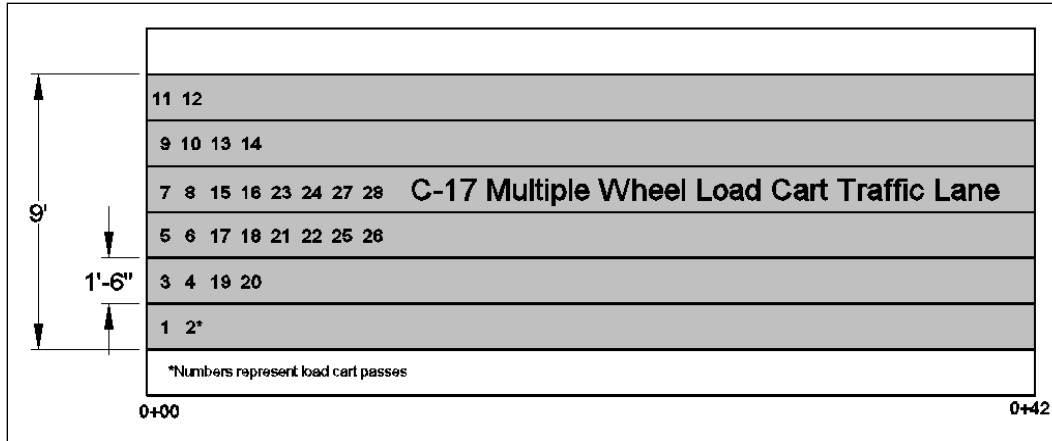 11 12
9 10 13 14
7 8 15 16 23 24 27 28 C-17 Multiple Wheel Load Cart Traffic Lane
9'
5 6 17 18 21 22 25 26
1'-6"
3 4 19 20
1 2*
*Numbers represent load cart passes
0+00 0+42